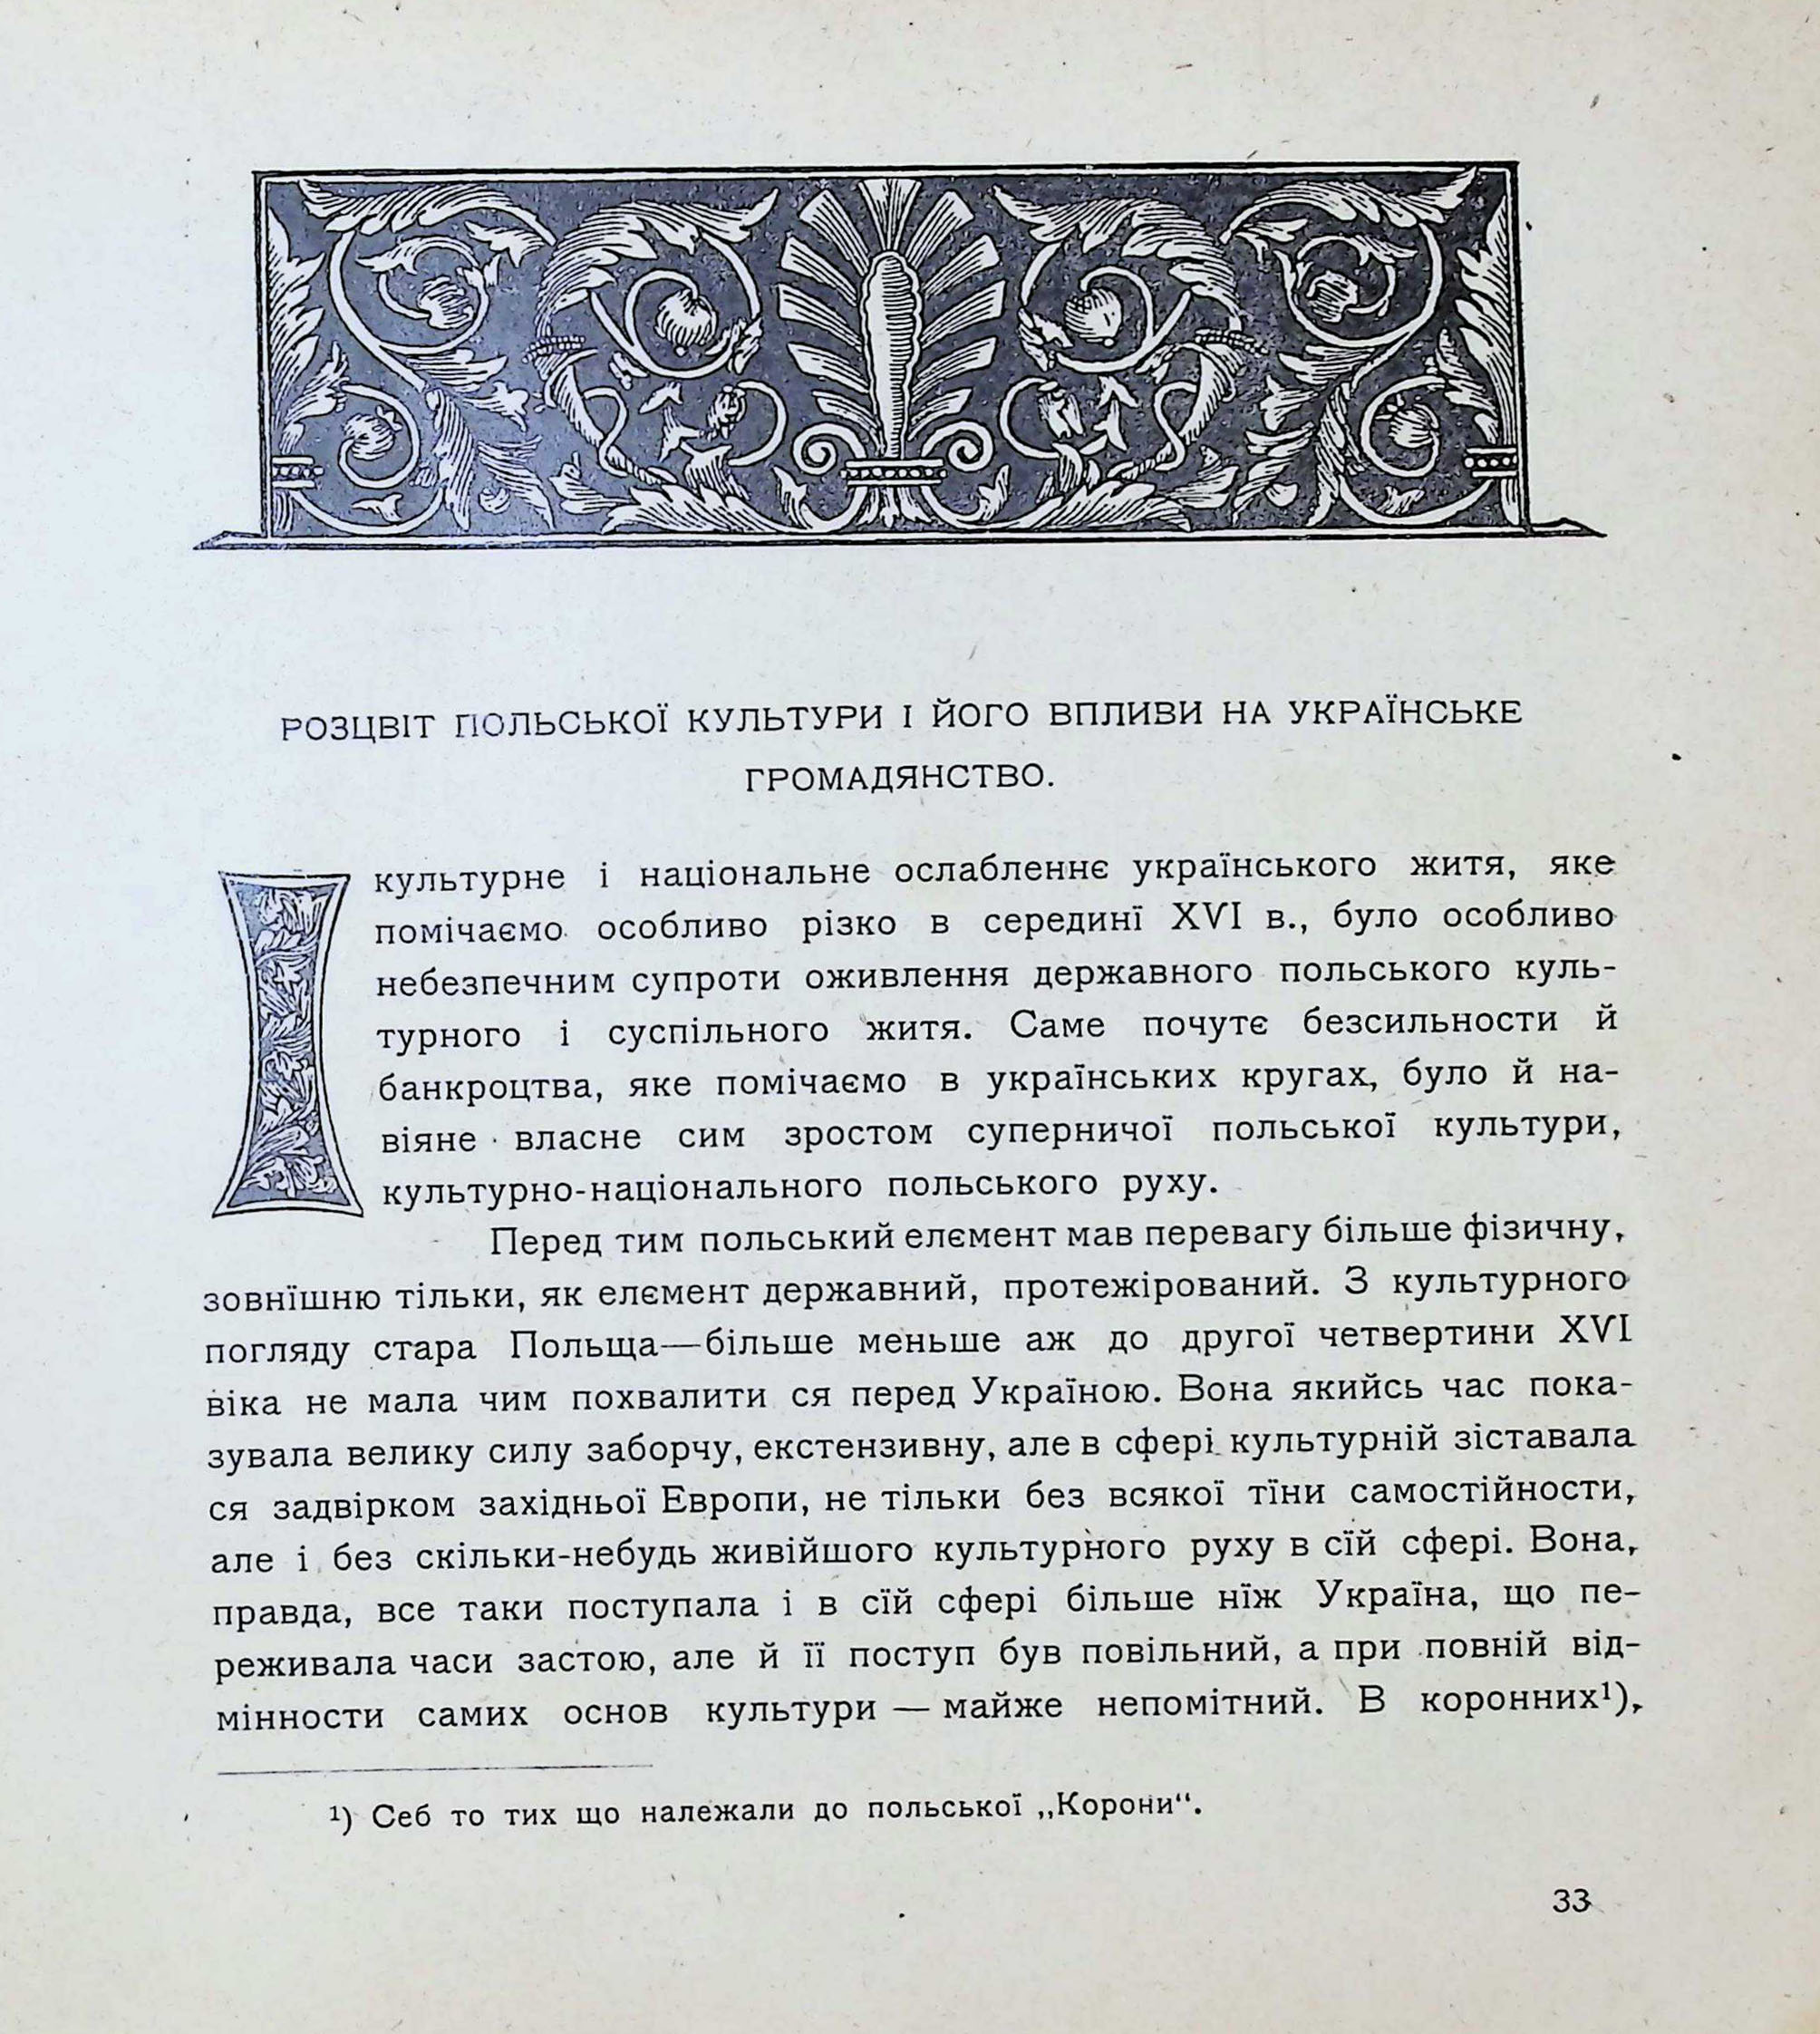 РОЗЦВІТ ПОЛЬСЬКОЇ КУЛЬТУРИ І ЙОГО ВПЛИВИ НА УКРАЇНСЬКЕ
ГРОМАДЯНСТВО.
І культурне і національне ослабленнє українського житя, яке
помічаємо особливо різко в серединї XVI в., було особливо
небезпечним супроти оживлення державного польського куль-
турного і суспільного житя. Саме почутє безсильности й
банкроцтва, яке помічаємо в українських кругах, було й на-
віяне власне сим зростом суперничої польської культури,
культурно-національного польського руху.
Перед тим польський елємент мав перевагу більше фізичну,
зовнїшню тільки, як елємент державний, протежірований. З культурного
погляду стара Польща—більше меньше аж до другої четвертини XVI
віка не мала чим похвалити ся перед Україною. Вона якийсь час пока-
зувала велику силу заборчу, екстензивну, але в сфері культурній зіставала
ся задвірком західньої Европи, не тільки без всякої тїни самостійности,
але і без скільки-небудь живійшого культурного руху в сїй сфері. Вона,
правда, все таки поступала і в сїй сфері більше нїж Україна, що пе-
реживала часи застою, але й її поступ був повільний, а при повній від-
мінности самих основ культури — майже непомітний. В коронних¹),
¹) Себ то тих що належали до польської „Корони“.
33